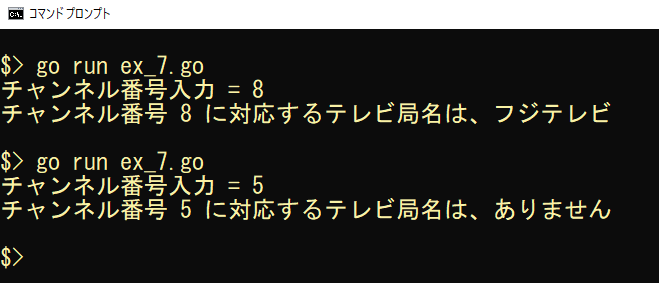 コマンドプロンプト
$> go run ex_7.go
チャンネル番号入力 = 8
チャンネル番号 8 に対応するテレビ局名は、フジテレビ
$> go run ex_7.go
チャンネル番号入力 = 5
チャンネル番号 5 に対応するテレビ局名は、ありません
$>